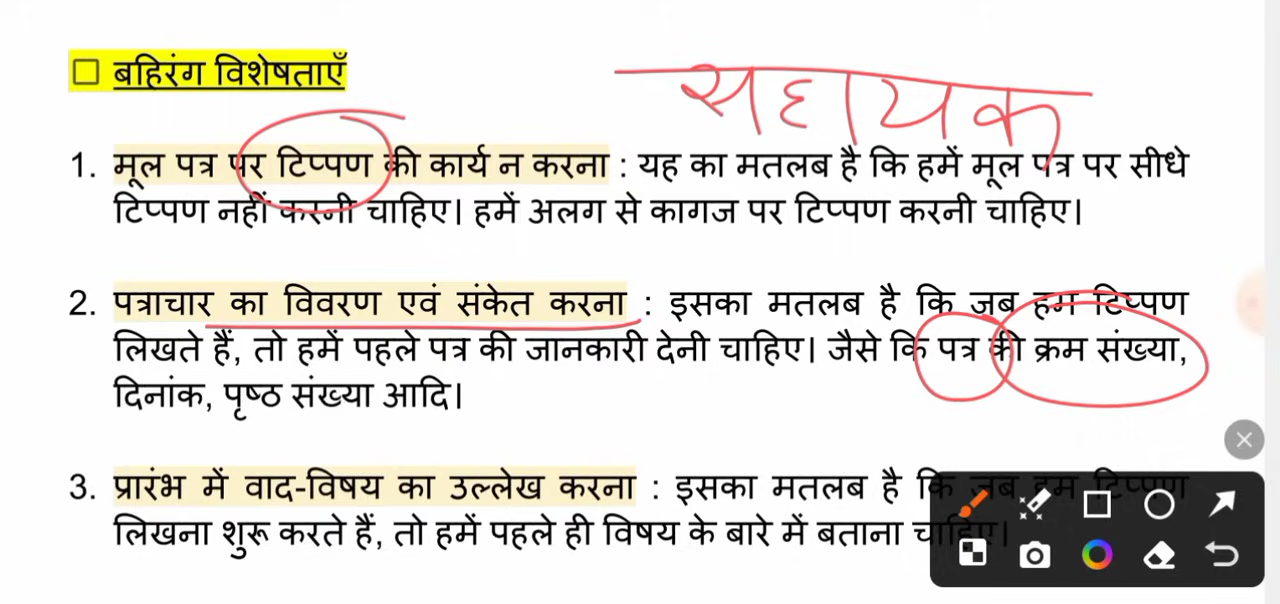 □ बहिरंग विशेषताएँ
सहायक
1. मूल पत्र पर टिप्पण की कार्य न करना : यह का मतलब है कि हमें मूल पत्र पर सीधे
टिप्पण नहीं करनी चाहिए। हमें अलग से कागज पर टिप्पण करनी चाहिए।
2. पत्राचार का विवरण एवं संकेत करना : इसका मतलब है कि जब हम टिप्पण
लिखते हैं, तो हमें पहले पत्र की जानकारी देनी चाहिए। जैसे कि पत्र की क्रम संख्या,
दिनांक, पृष्ठ संख्या आदि।
3. प्रारंभ में वाद-विषय का उल्लेख करना : इसका मतलब है कि जब हम टिप्पण
लिखना शुरू करते हैं, तो हमें पहले ही विषय के बारे में बताना चाहिए।